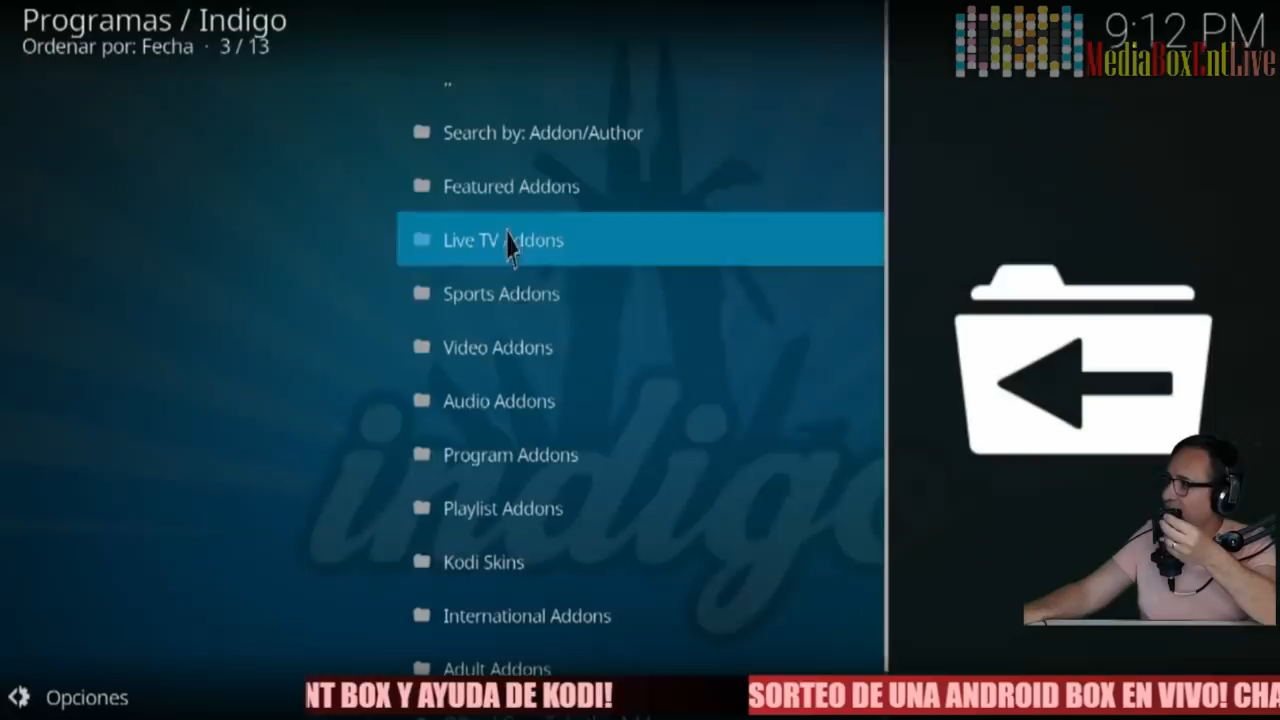 Programas / Indigo
Ordenar por: Fecha · 3 / 13
9:12 PM
MediaBoxEntLive
..
Search by: Addon/Author
Featured Addons
Live TV Addons
Sports Addons
Video Addons
Audio Addons
Program Addons
Playlist Addons
Kodi Skins
International Addons
Adult Addons
indigo
Opciones
NT BOX Y AYUDA DE KODI!
SORTEO DE UNA ANDROID BOX EN VIVO! CHA